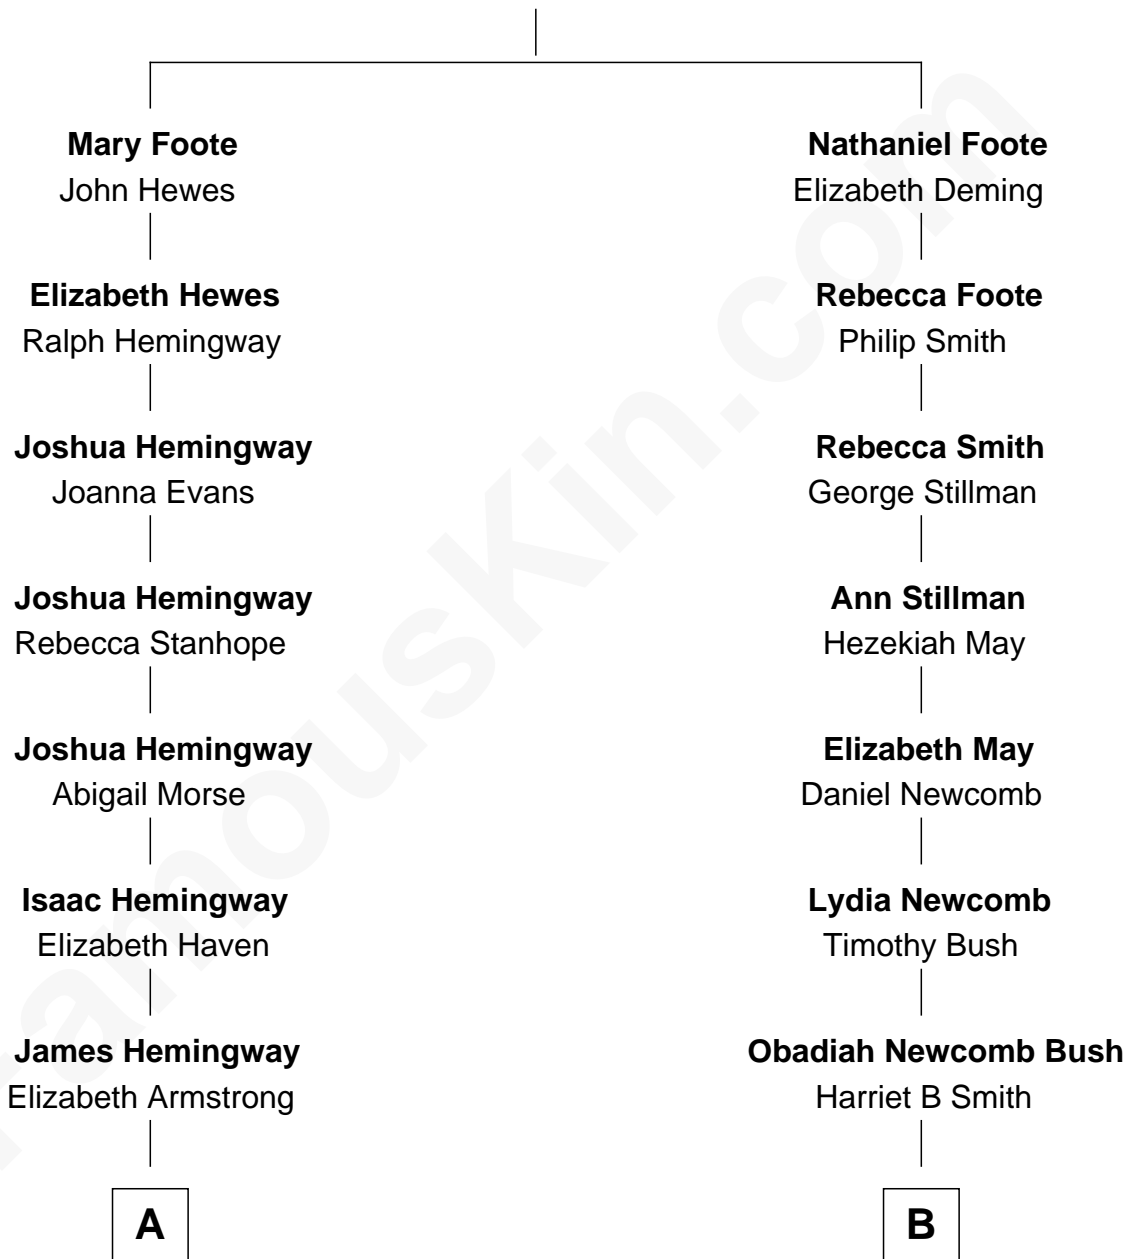 Mary Foote
John Hewes
Elizabeth Hewes
Ralph Hemingway
Joshua Hemingway
Joanna Evans
Joshua Hemingway
Rebecca Stanhope
Joshua Hemingway
Abigail Morse
Isaac Hemingway
Elizabeth Haven
James Hemingway
Elizabeth Armstrong
A
Nathaniel Foote
Elizabeth Deming
Rebecca Foote
Philip Smith
Rebecca Smith
George Stillman
Ann Stillman
Hezekiah May
Elizabeth May
Daniel Newcomb
Lydia Newcomb
Timothy Bush
Obadiah Newcomb Bush
Harriet B Smith
B
FamousKin.com